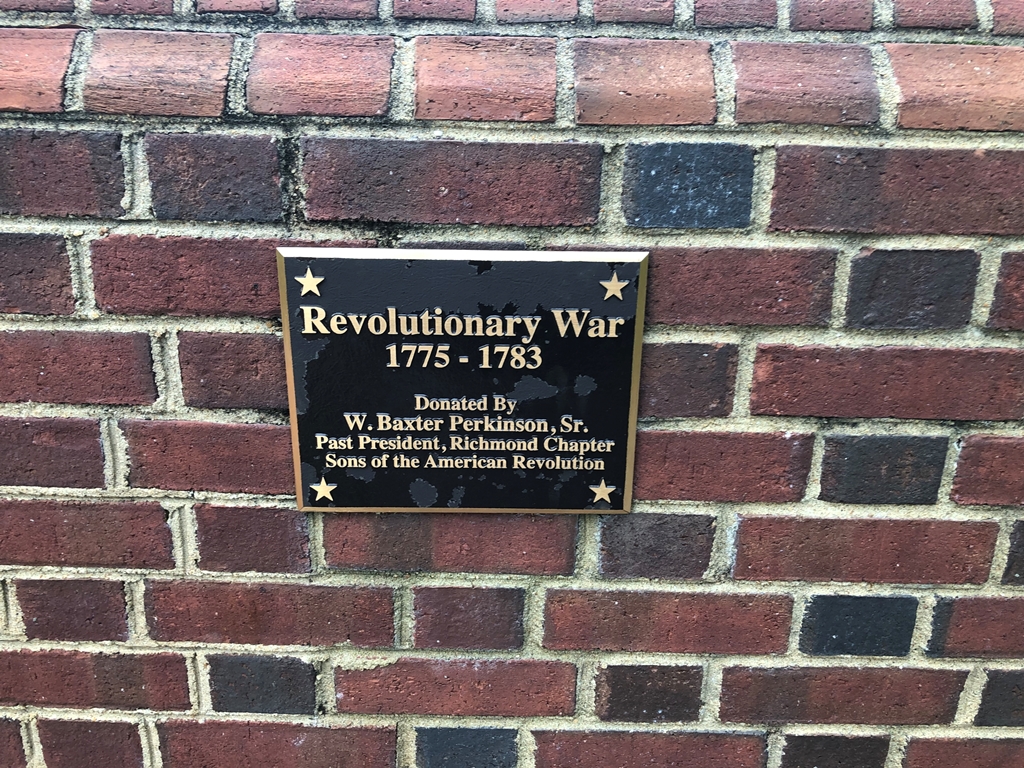 Revolutionary War
1775 - 1783
Donated By
W. Baxter Perkinson, Sr.
Past President, Richmond Chapter
Sons of the American Revolution